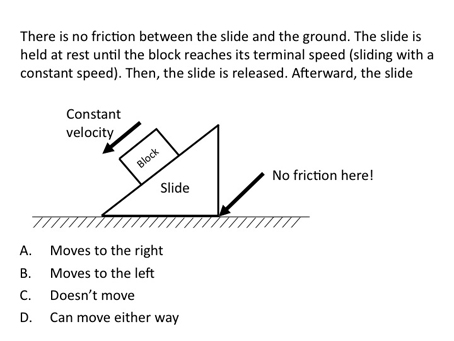 There is no friction between the slide and the ground. The slide is
held at rest until the block reaches its terminal speed (sliding with a
constant speed). Then, the slide is released. Afterward, the slide
Constant
velocity
Block
Slide
No friction here!
A. Moves to the right
B. Moves to the left
C. Doesn't move
D. Can move either way